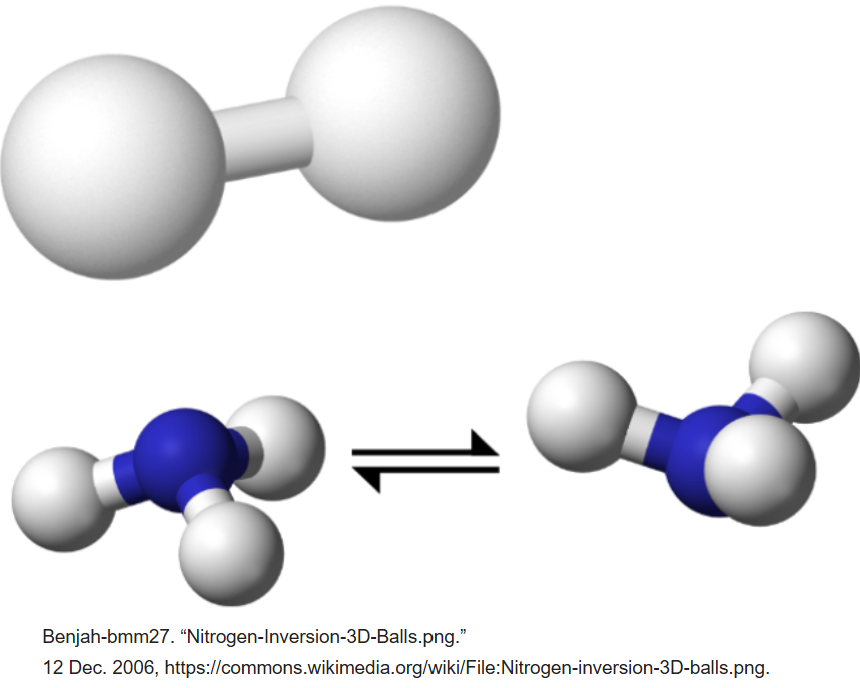 Benjah-bmm27. “Nitrogen-Inversion-3D-Balls.png.”
12 Dec. 2006, https://commons.wikimedia.org/wiki/File:Nitrogen-inversion-3D-balls.png.